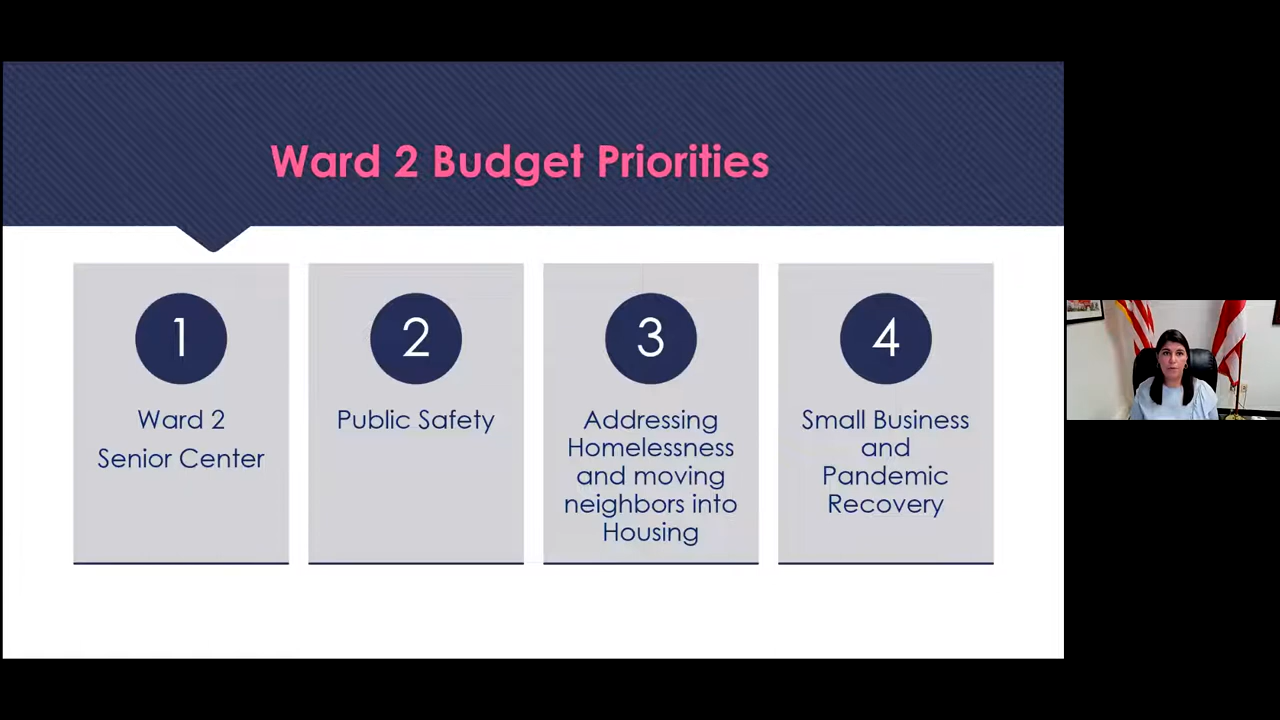 Ward 2 Budget Priorities
1
Ward 2
Senior Center
2
Public Safety
3
Addressing
Homelessness
and moving
neighbors into
Housing
4
Small Business
and
Pandemic
Recovery